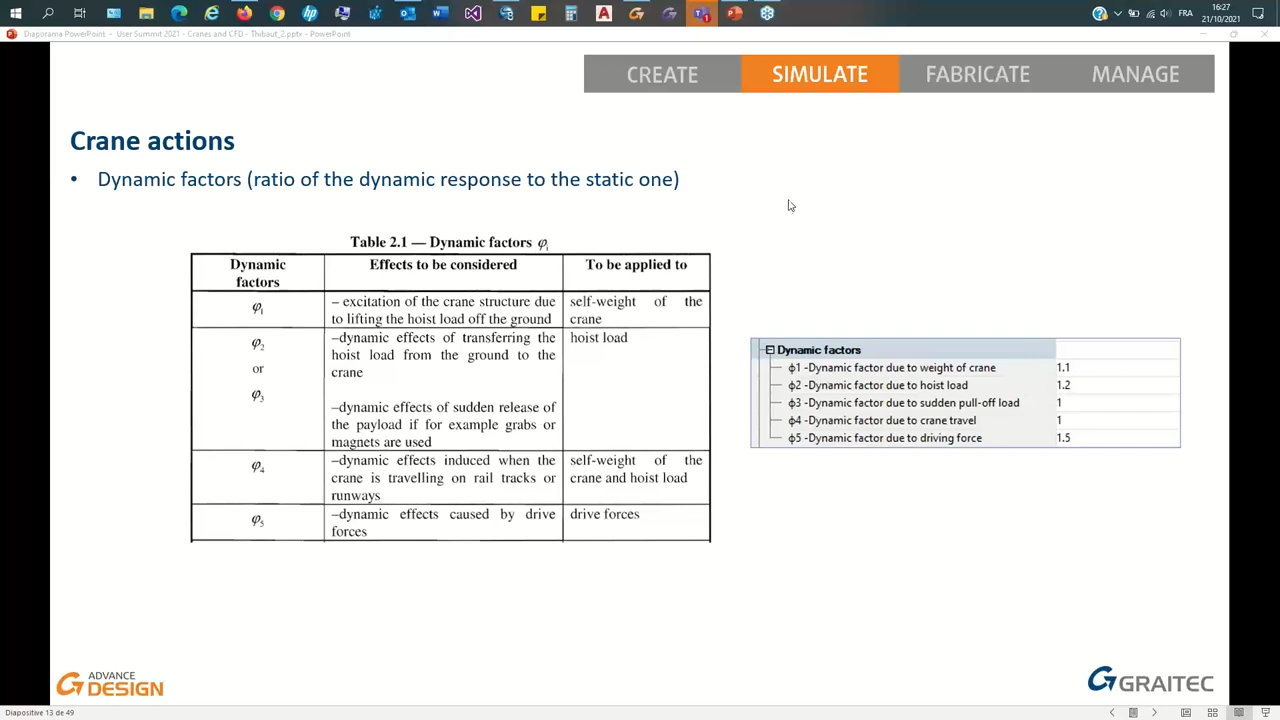 16:27
FRA
21/10/2021
Diaporama PowerPoint - User Summit 2021 - Cranes and CFD - Thibaut_2.pptx - PowerPoint
CREATE
SIMULATE
FABRICATE
MANAGE
Crane actions
• Dynamic factors (ratio of the dynamic response to the static one)
Table 2.1 — Dynamic factors φi
Dynamic
factors
Effects to be considered
To be applied to
φ1
– excitation of the crane structure due
to lifting the hoist load off the ground
self-weight of the
crane
φ2
or
φ3
–dynamic effects of transferring the
hoist load from the ground to the
crane
–dynamic effects of sudden release of
the payload if for example grabs or
magnets are used
hoist load
φ4
–dynamic effects induced when the
crane is travelling on rail tracks or
runways
self-weight of the
crane and hoist load
φ5
–dynamic effects caused by drive
forces
drive forces
Dynamic factors
ϕ1 -Dynamic factor due to weight of crane 1.1
ϕ2 -Dynamic factor due to hoist load 1.2
ϕ3 -Dynamic factor due to sudden pull-off load 1
ϕ4 -Dynamic factor due to crane travel 1
ϕ5 -Dynamic factor due to driving force 1.5
ADVANCE
DESIGN
GRAITEC
Diapositive 13 de 49